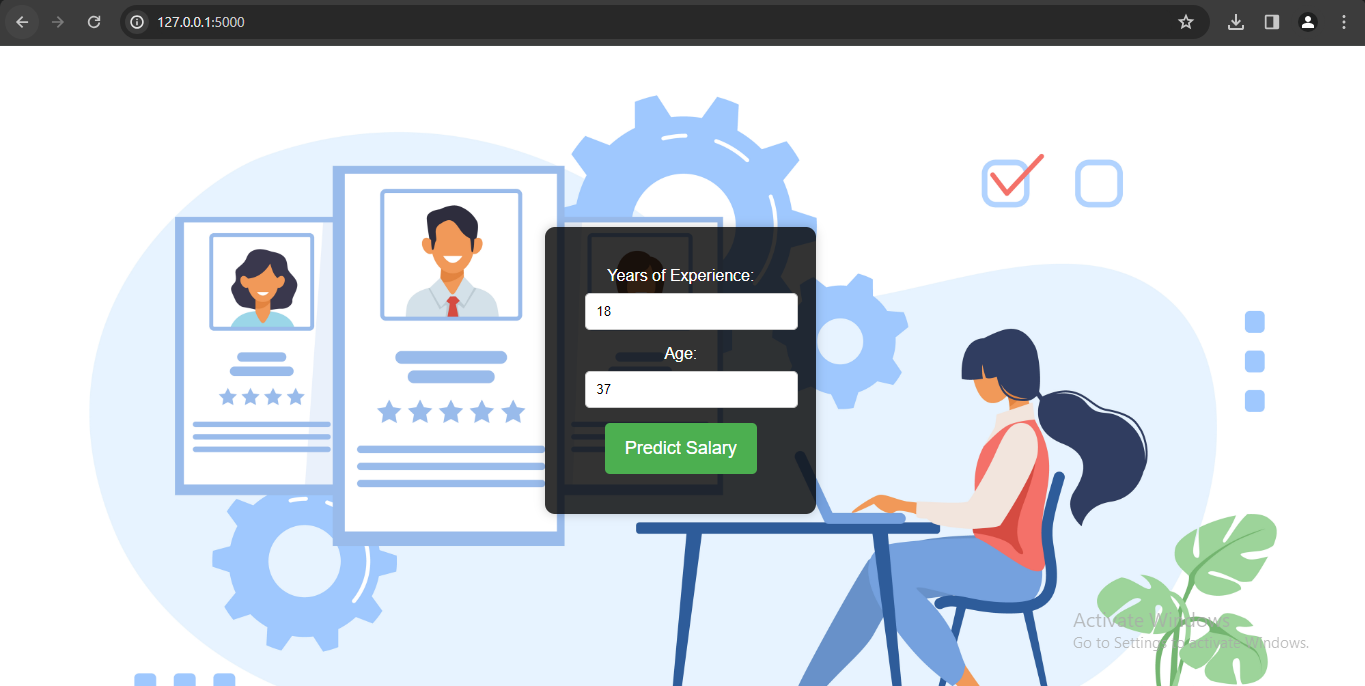 127.0.0.1:5000
Years of Experience:
18
Age:
37
Predict Salary
Activate Windows
Go to Settings to activate Windows.